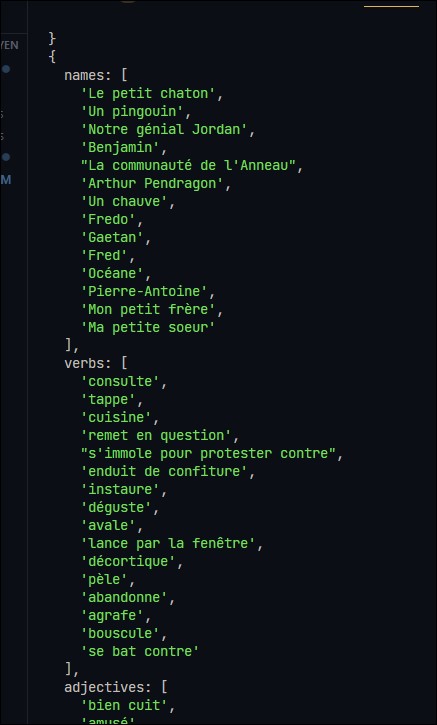 }
{
names: [
'Le petit chaton',
'Un pingouin',
'Notre génial Jordan',
'Benjamin',
"La communauté de l'Anneau",
'Arthur Pendragon',
'Un chauve',
'Fredo',
'Gaetan',
'Fred',
'Océane',
'Pierre-Antoine',
'Mon petit frère',
'Ma petite soeur'
],
verbs: [
'consulte',
'tappe',
'cuisine',
'remet en question',
"s'immole pour protester contre",
'enduit de confiture',
'instaure',
'déguste',
'avale',
'lance par la fenêtre',
'décortique',
'pèle',
'abandonne',
'agrafe',
'bouscule',
'se bat contre'
],
adjectives: [
'bien cuit',
'amusé'